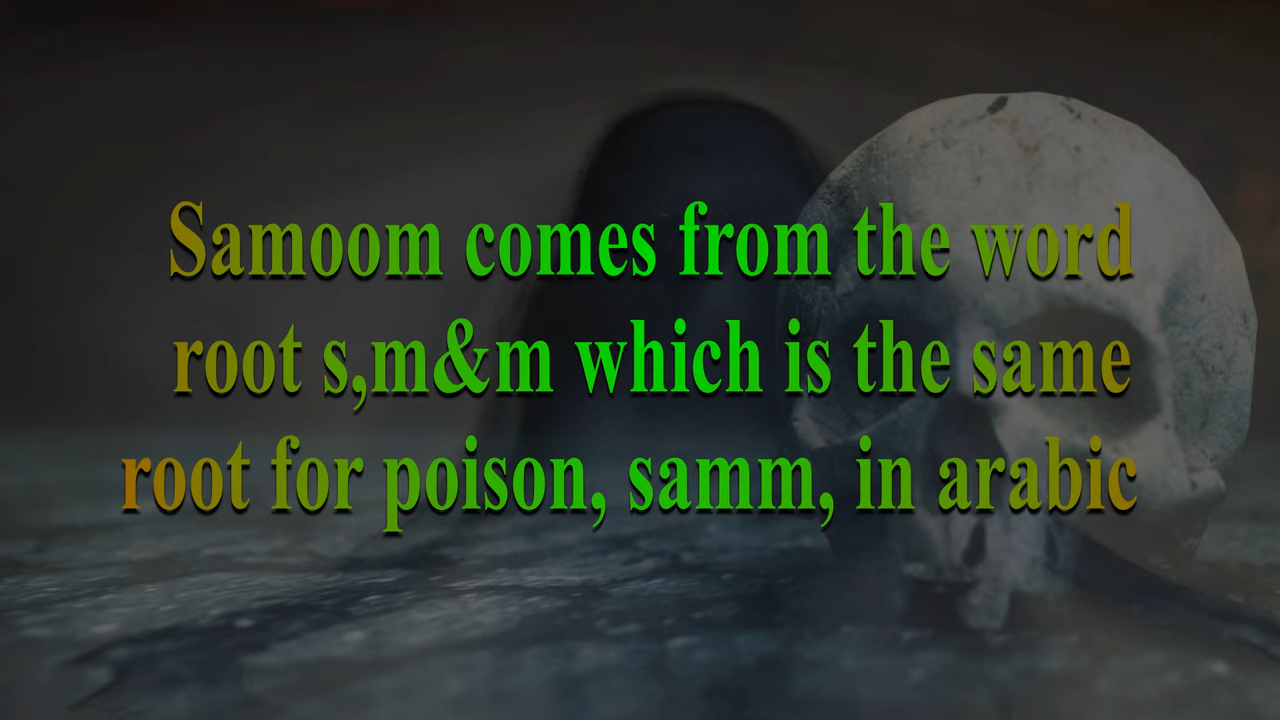 Samoom comes from the word
root s,m&m which is the same
root for poison, samm, in arabic